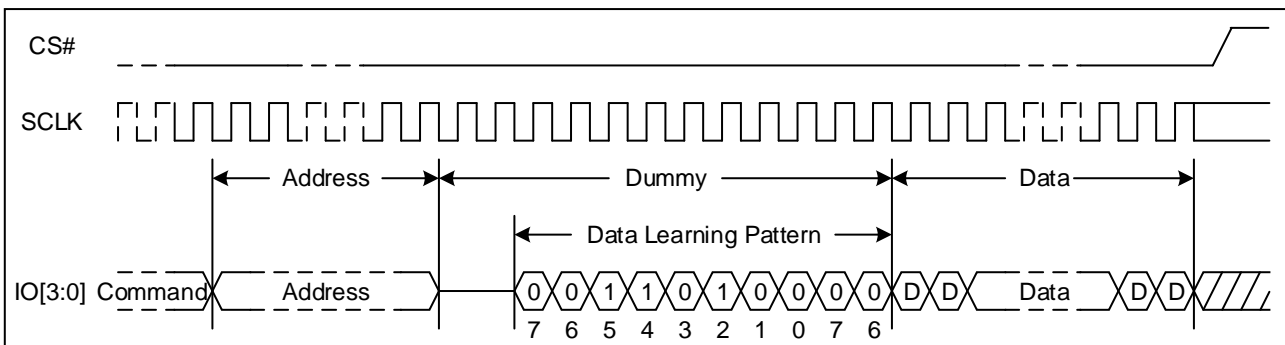 CS#
SCLK
Address Dummy Data
Data Learning Pattern
IO[3:0] Command Address 0 0 1 1 0 1 0 0 0 0 D D Data D D
7 6 5 4 3 2 1 0 7 6